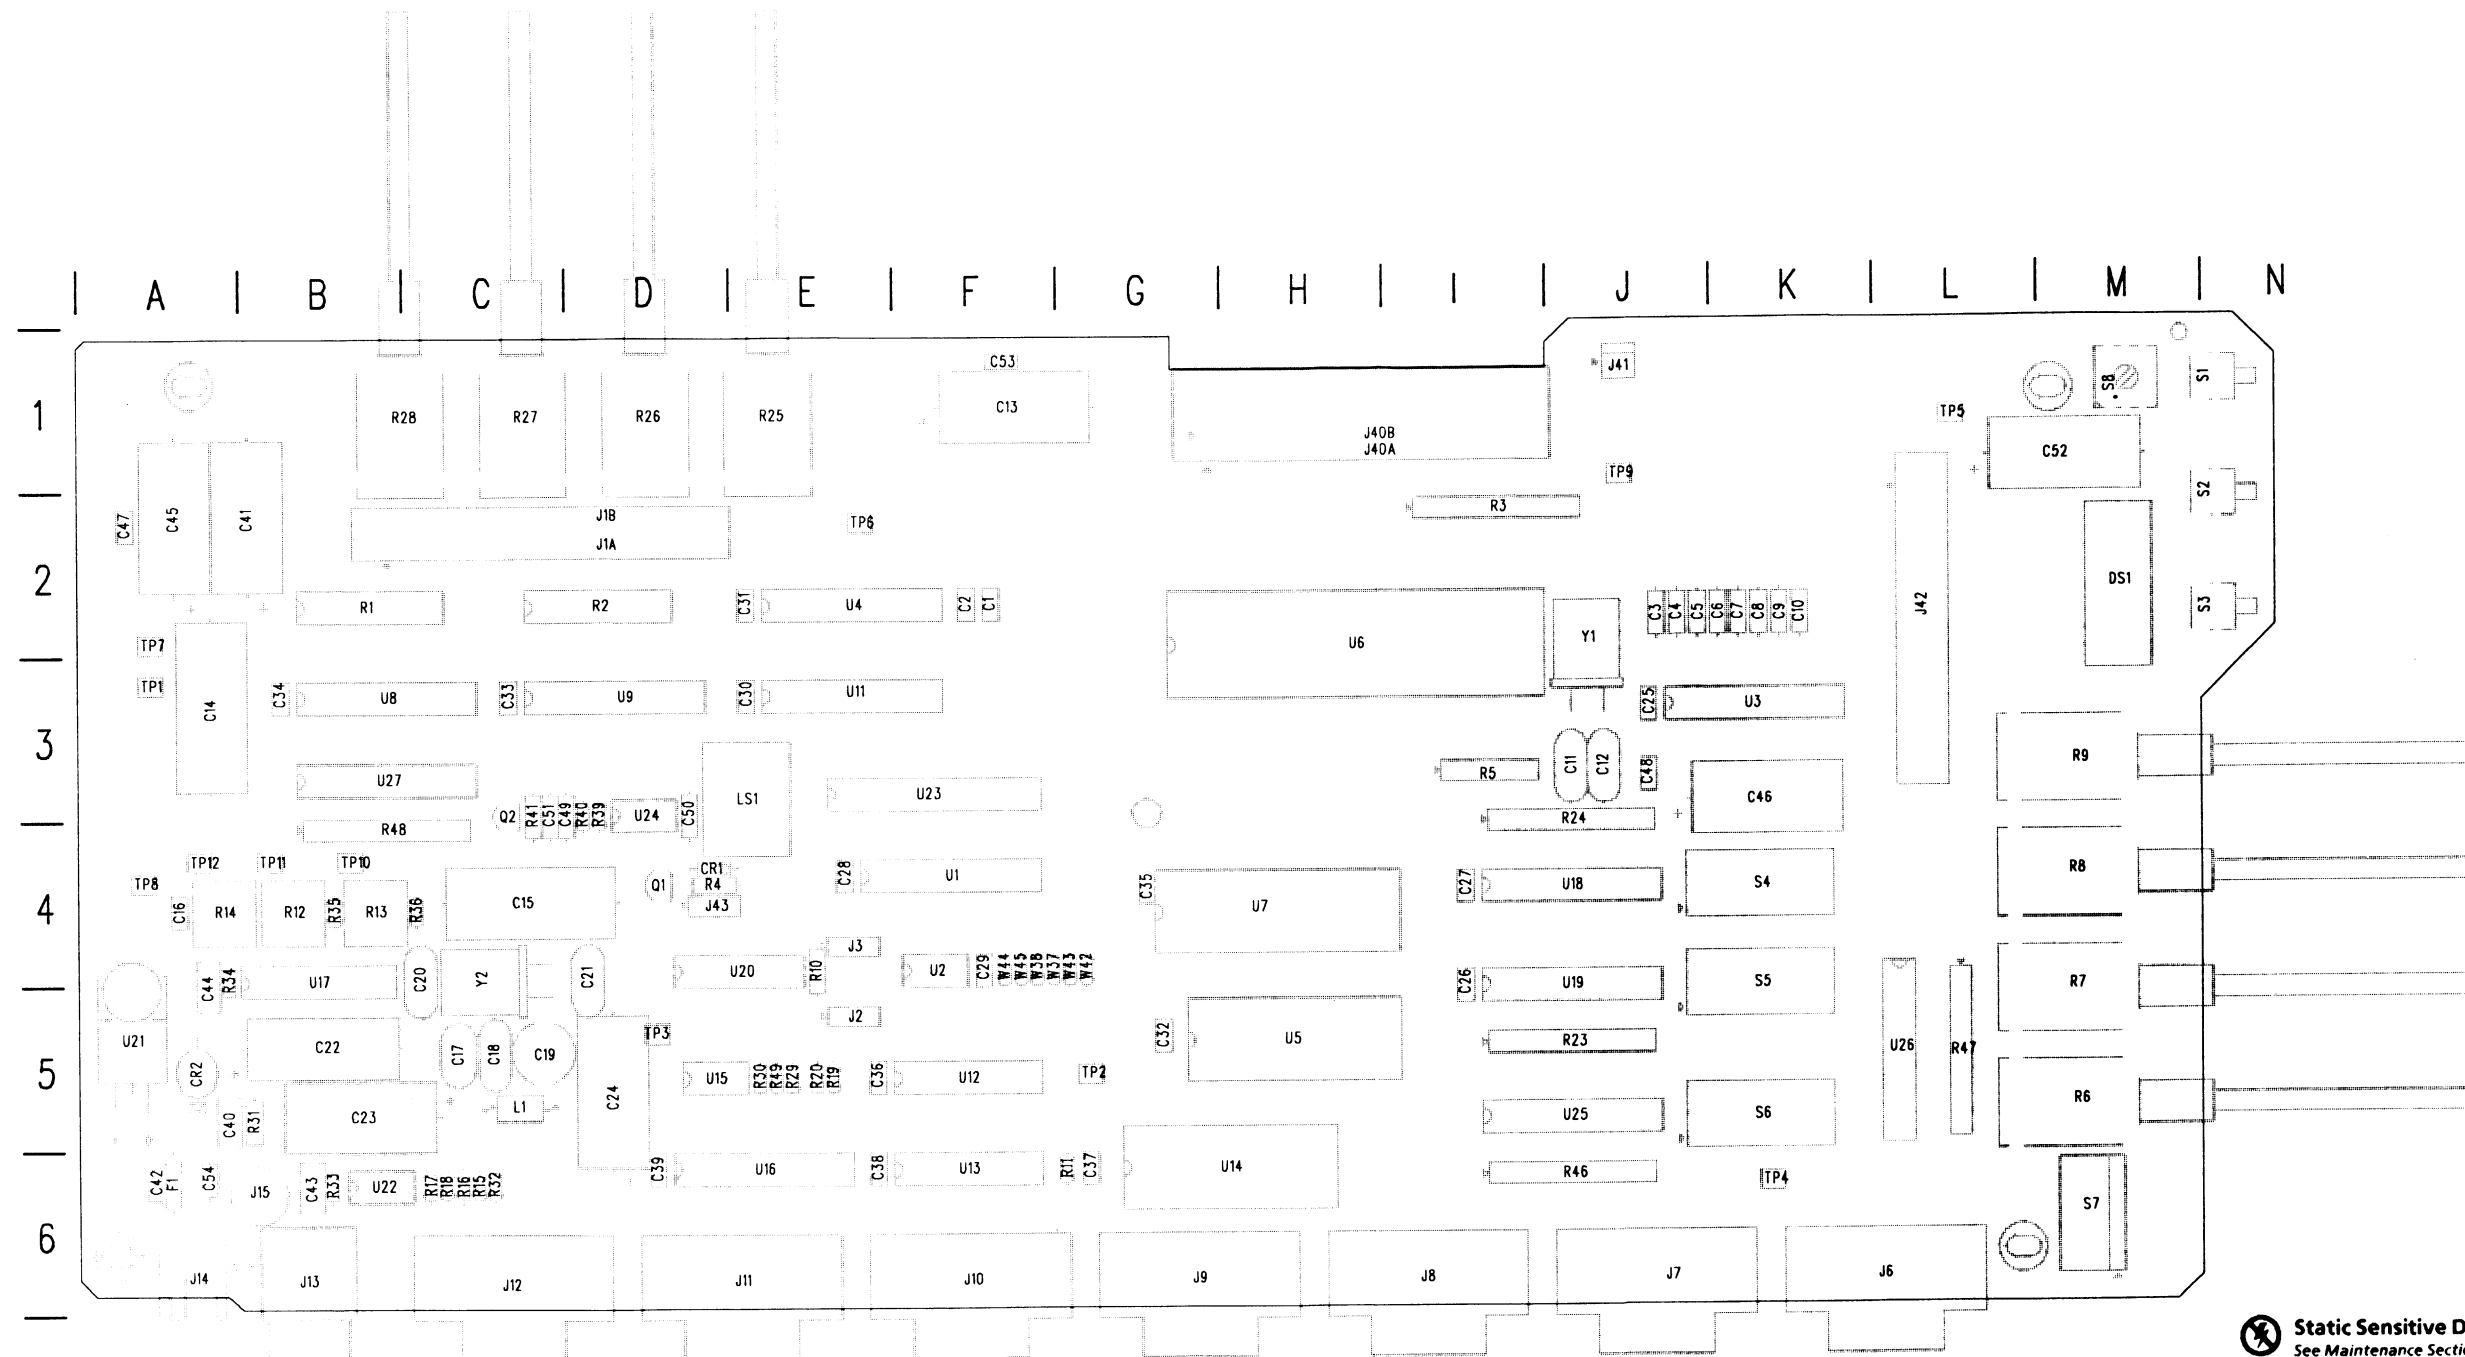 A B C D E F G H I J K L M N
C53 J41 S8 S1
1 R28 R27 R26 R25 C13 TP5
J40B
J40A C52
TP9 S2
C47 C45 C41 J1B TP6 R3
J1A
2 DS1
R1 R2 C31 U4 C2 C1 C3 C4 C5 C6 C7 C8 C9 C10 J42 S3
TP7 U6 Y1
TP1 C34 U8 C33 U9 C30 U11 C25 U3
C14
3 R9
U27 LS1 U23 R5 C11 C12 C48 C46
Q2 R41 C51 C49 R40 R39 U24 C50 R24
R48
TP12 TP11 TP10 CR1 C28 U1 R8
TP8 Q1 R4 C35 C27 U18 S4
4 C16 R14 R12 R35 R13 R36 C15 J43 U7
J3
C44 R34 U17 C20 Y2 C21 U20 R10 U2 C29 W44 W45 W38 W37 W43 W42 C26 U19 S5 R7
J2
U21 C22 C17 C18 C19 TP3 C32 U5 R23 U26 R47
5 CR2 U15 R30 R49 R29 R20 R19 C36 U12 TP2
C40 R31 C23 L1 C24 U25 S6 R6
C42 F1 C54 J15 C43 R33 U22 R17 R18 R16 R15 R32 C39 U16 C38 U13 R11 C37 U14 R46 TP4 S7
6
J14 J13 J12 J11 J10 J9 J8 J7 J6
Static Sensitive D
See Maintenance Secti